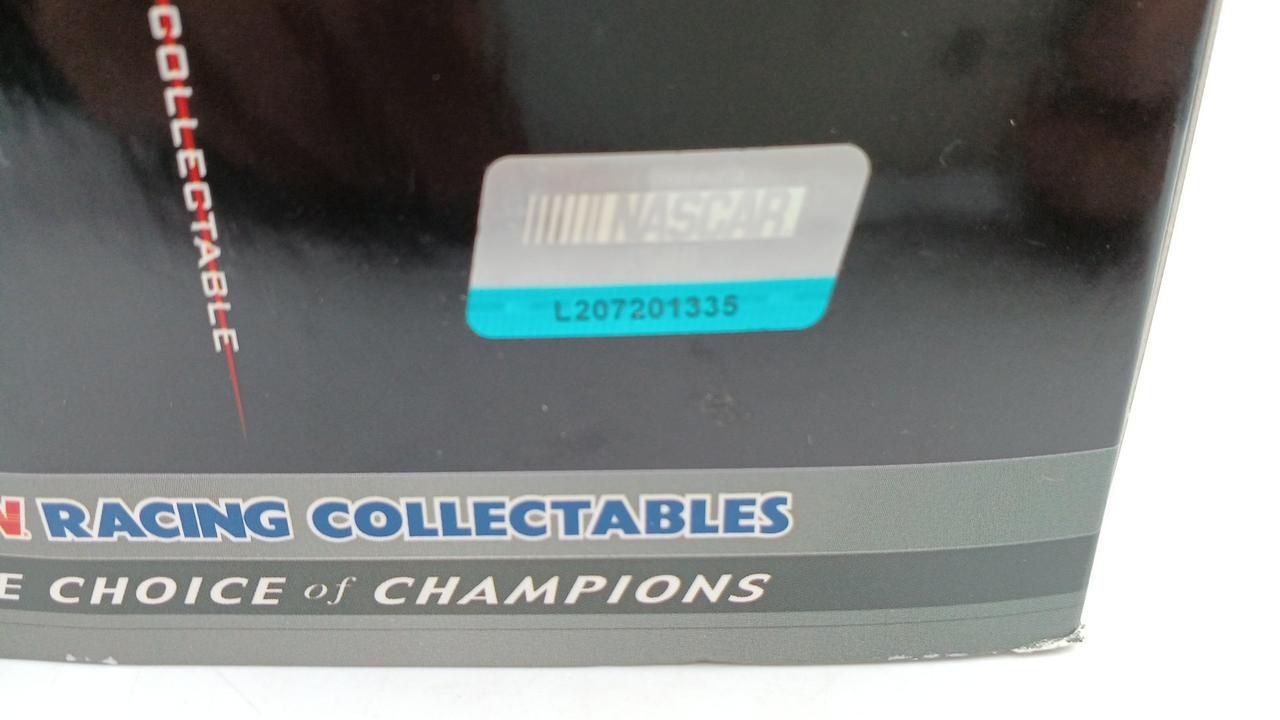 COLLECTABLE
NASCAR
L207201335
N RACING COLLECTABLES
E CHOICE of CHAMPIONS